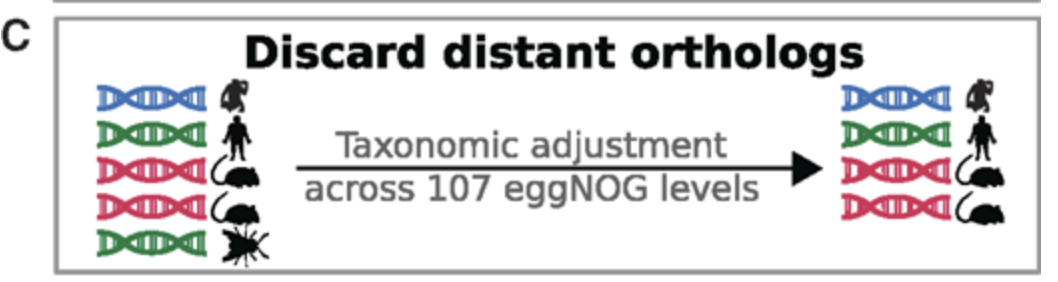 C
Discard distant orthologs
Taxonomic adjustment
across 107 eggNOG levels